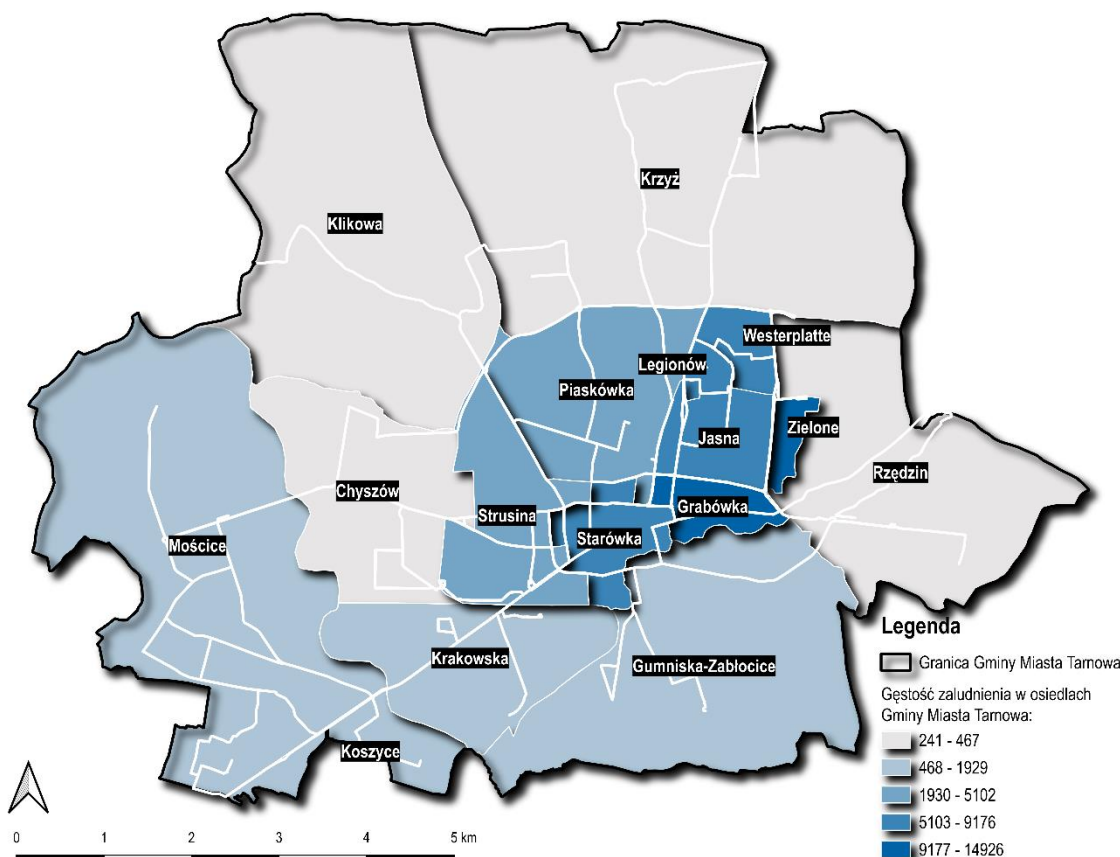 Krzyż
Klikowa
Westerplatte
Legionów
Piaskówka
Zielone
Jasna
Rzędzin
Chyszów
Grabówka
Strusina
Starówka
Mościce
Krakowska
Gumniska-Zabłocice
Koszyce
Legenda
Granica Gminy Miasta Tarnowa
Gęstość zaludnienia w osiedlach
Gminy Miasta Tarnowa:
241 - 467
468 - 1929
1930 - 5102
5103 - 9176
9177 - 14926
0 1 2 3 4 5 km